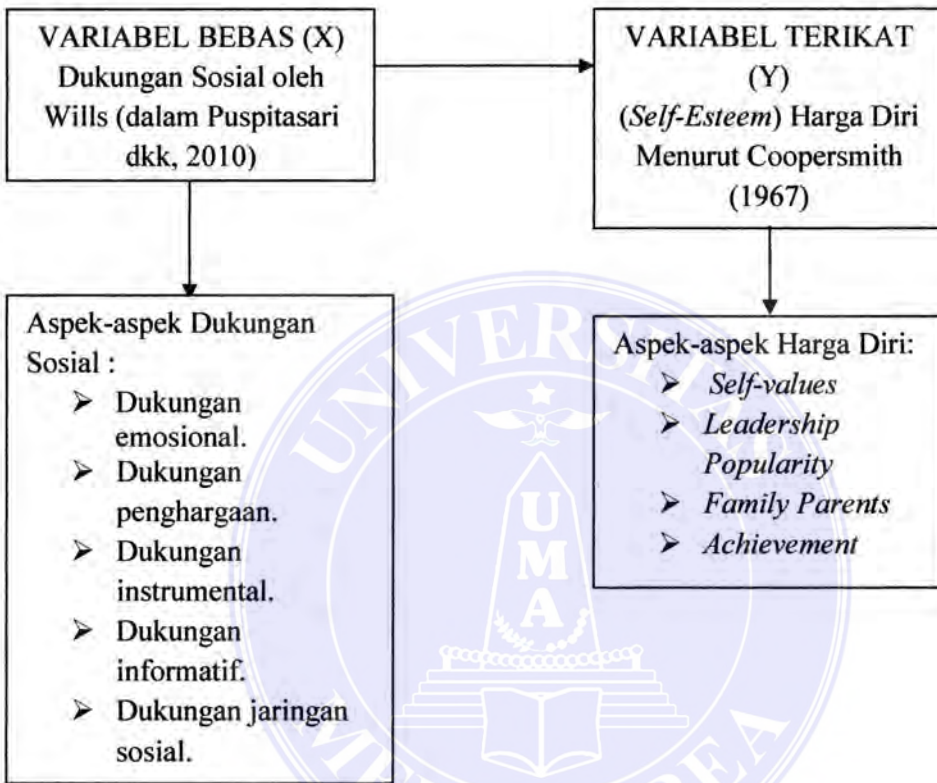 VARIABEL BEBAS (X)
Dukungan Sosial oleh
Wills (dalam Puspitasari
dkk, 2010)
VARIABEL TERIKAT
(Y)
(Self-Esteem) Harga Diri
Menurut Coopersmith
(1967)
Aspek-aspek Dukungan
Sosial :
➢ Dukungan
emosional.
➢ Dukungan
penghargaan.
➢ Dukungan
instrumental.
➢ Dukungan
informatif.
➢ Dukungan jaringan
sosial.
Aspek-aspek Harga Diri:
➢ Self-values
➢ Leadership
Popularity
➢ Family Parents
➢ Achievement
UNIVERSITAS
UMA